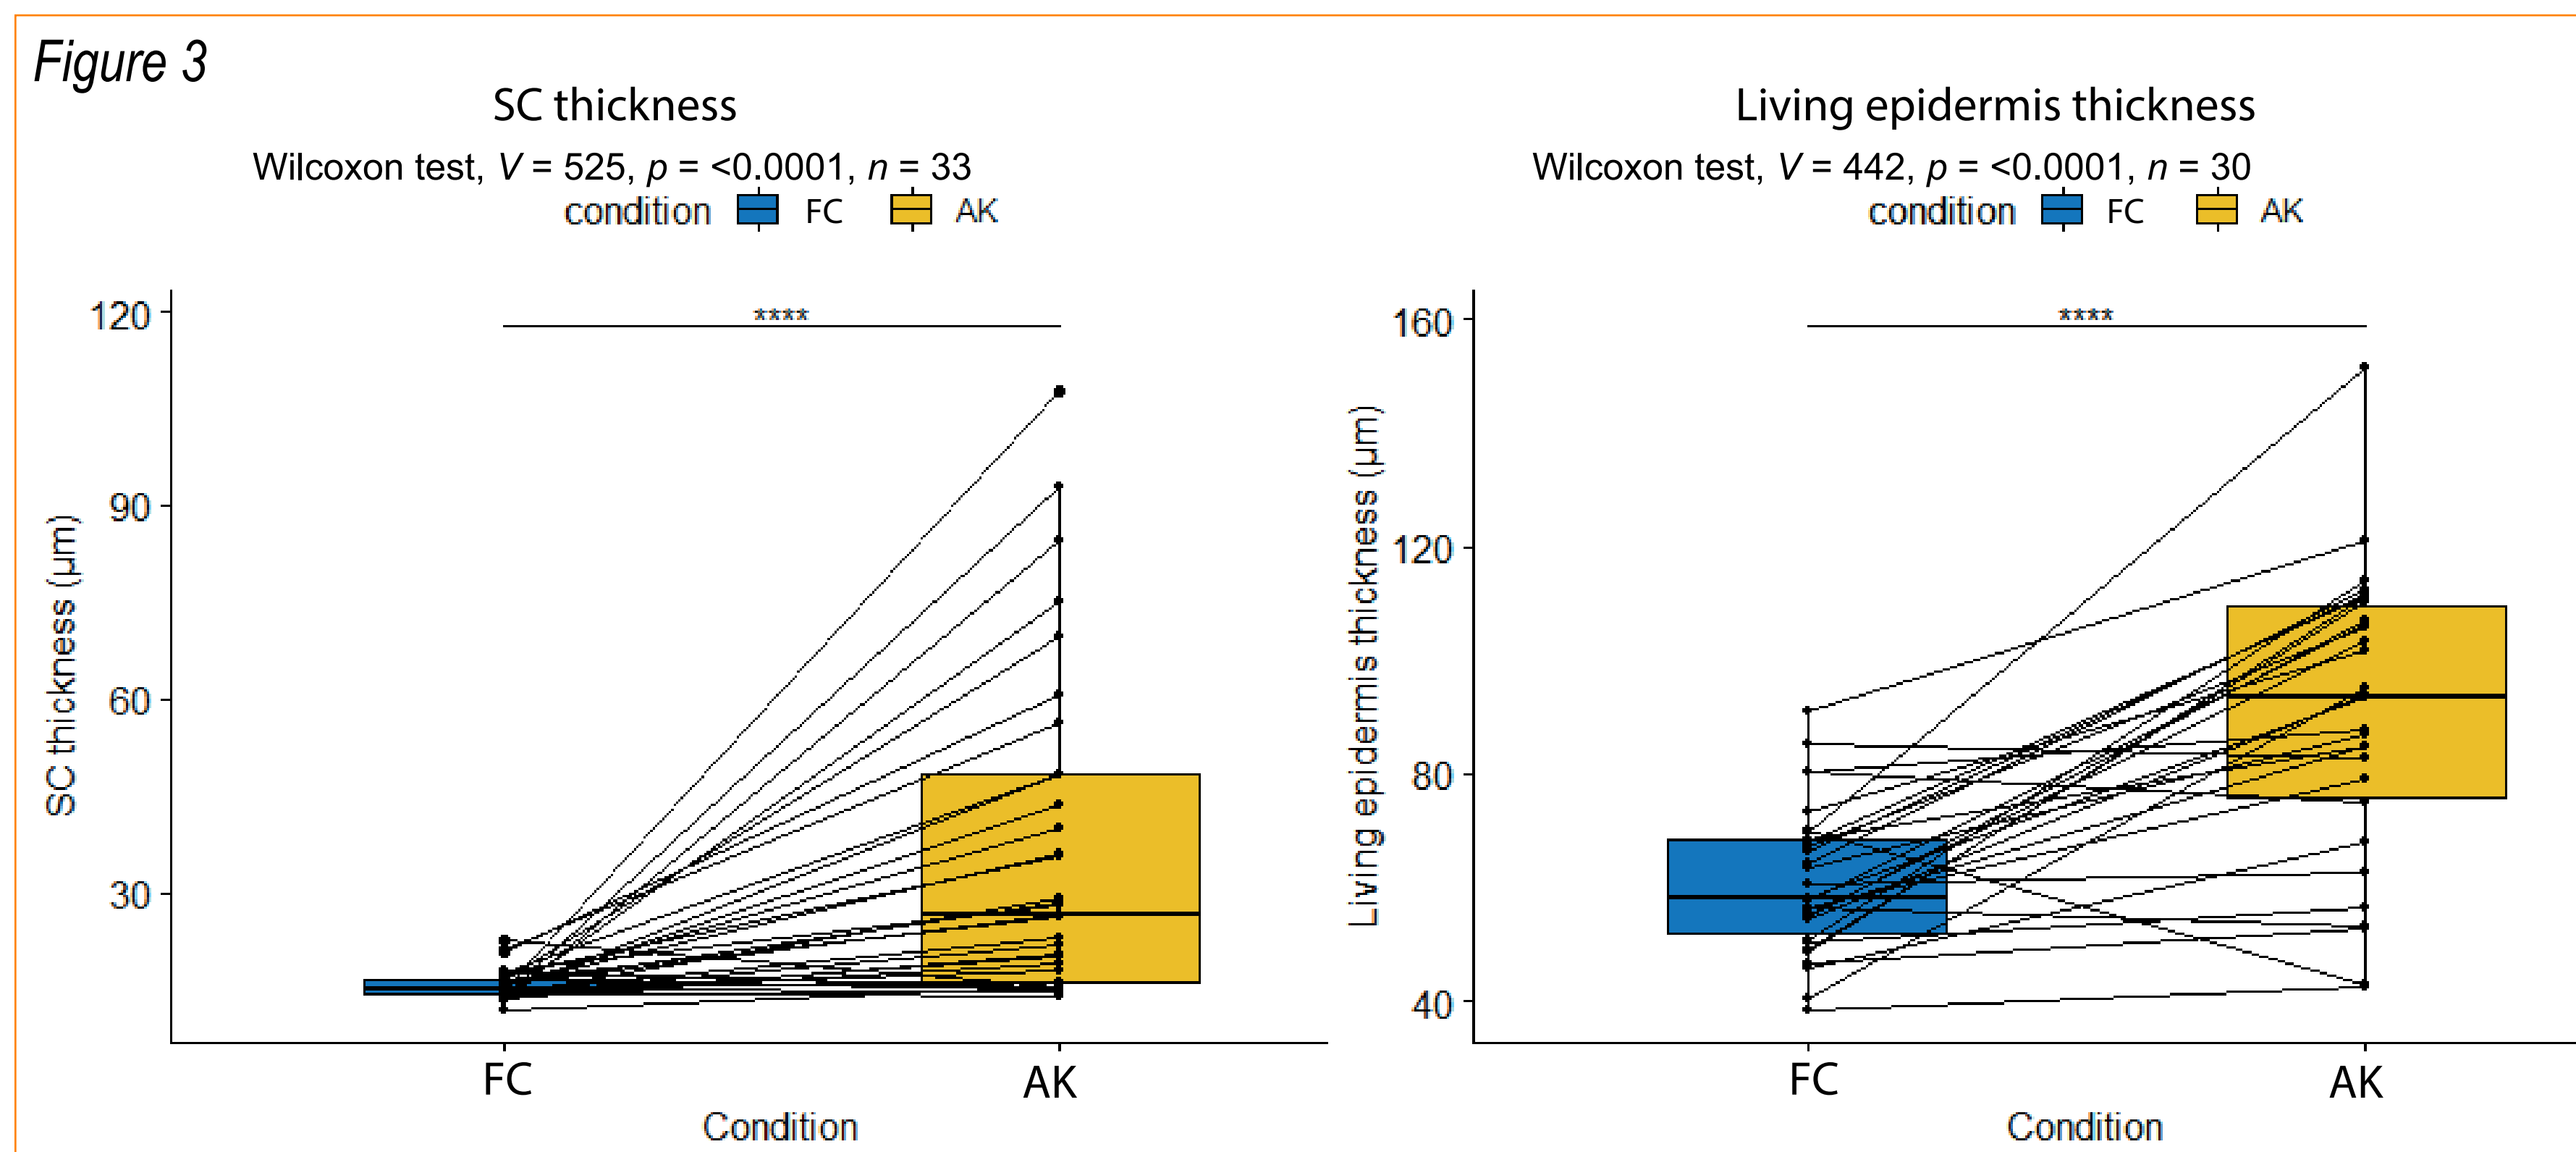 Figure 3
SC thickness
Wilcoxon test, V = 525, p = <0.0001, n = 33
condition FC AK
120
90
60
30
SC thickness (µm)
****
FC AK
Condition
Living epidermis thickness
Wilcoxon test, V = 442, p = <0.0001, n = 30
condition FC AK
160
120
80
40
Living epidermis thickness (µm)
****
FC AK
Condition